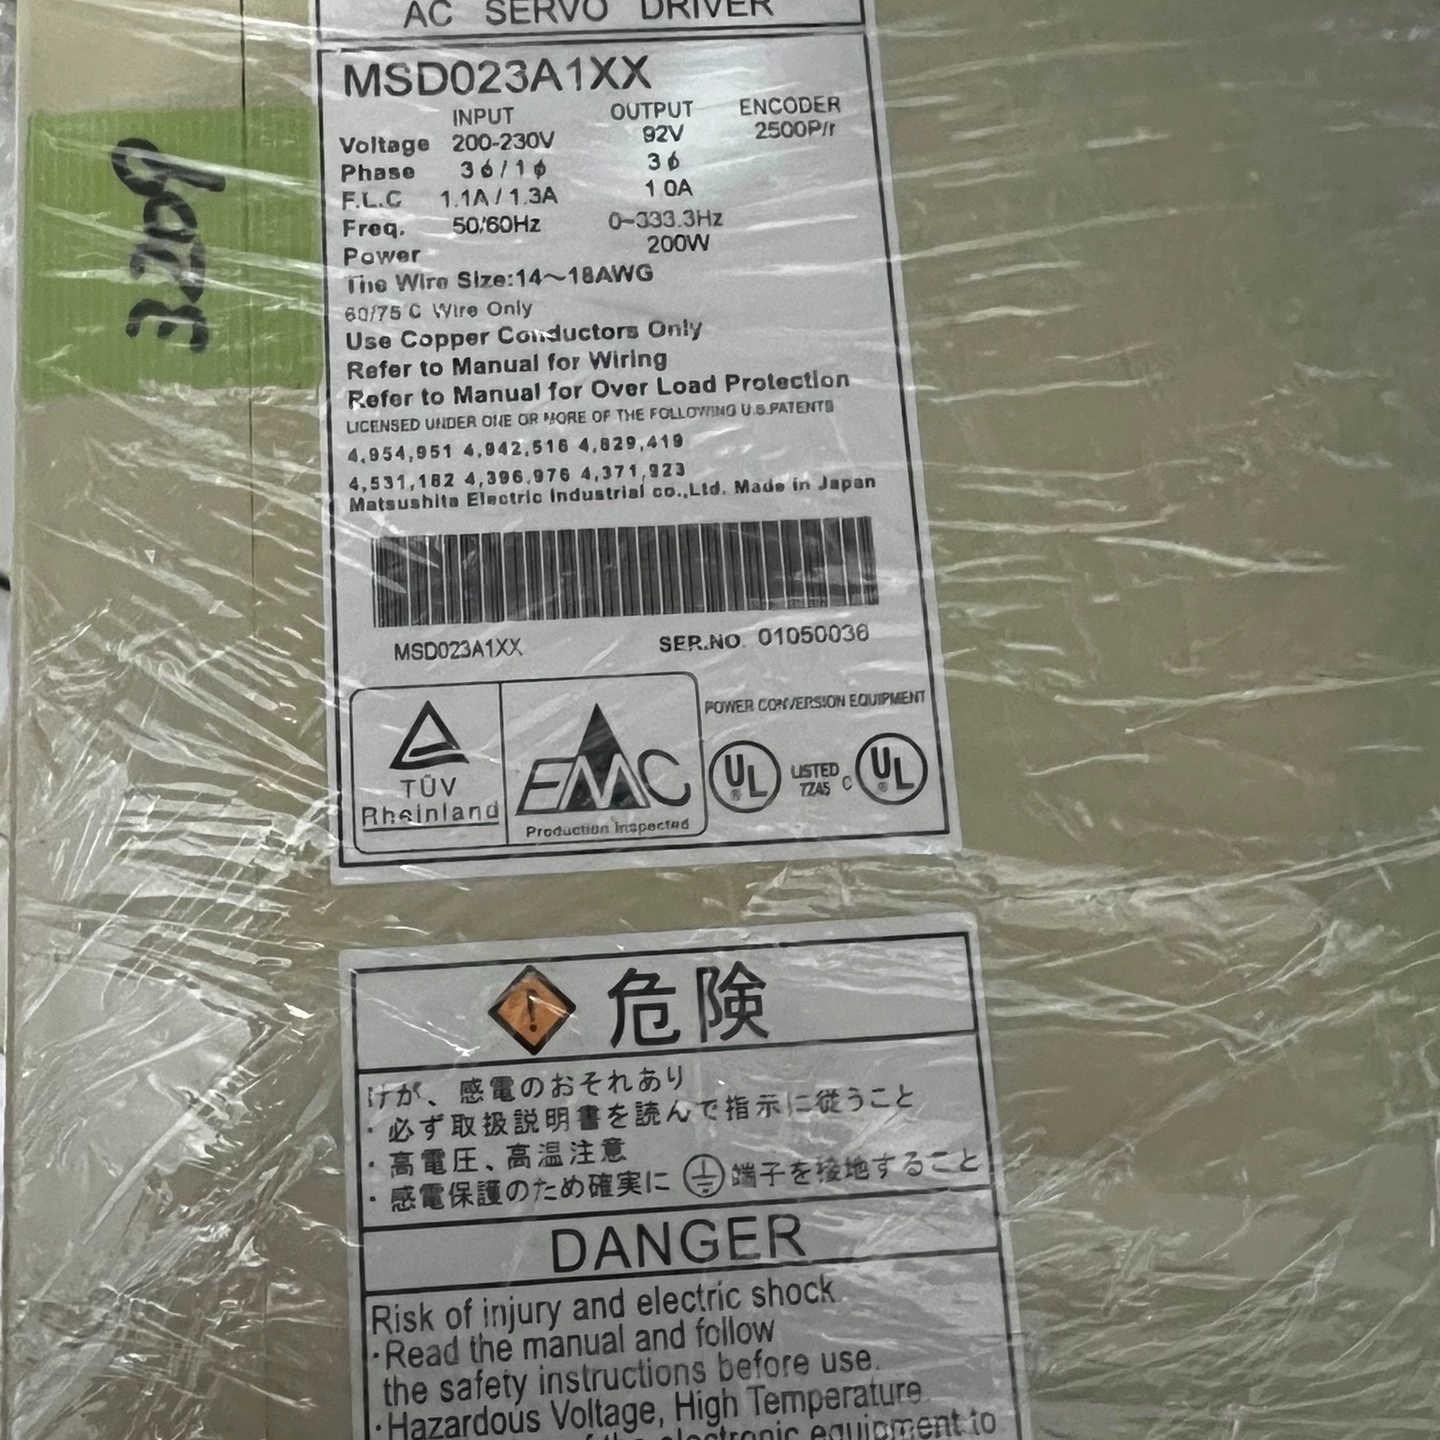 AC SERVO DRIVER
MSD023A1XX
INPUT OUTPUT ENCODER
Voltage 200-230V 92V 2500P/r
Phase 3ϕ/1ϕ 3ϕ
F.L.C 1.1A/1.3A 1.0A
Freq. 50/60Hz 0~333.3Hz
Power 200W
The Wire Size:14~18AWG
60/75 C Wire Only
Use Copper Conductors Only
Refer to Manual for Wiring
Refer to Manual for Over Load Protection
LICENSED UNDER ONE OR MORE OF THE FOLLOWING U.S.PATENTS
4,954,951 4,942,516 4,829,419
4,531,182 4,396,976 4,371,923
Matsushita Electric Industrial co.,Ltd. Made in Japan
MSD023A1XX SER.NO. 01050036
TÜV
Rheinland
EMC
Production Inspected
POWER CONVERSION EQUIPMENT
UL LISTED C UL
7ZA5
危険
けが、感電のおそれあり
・必ず取扱説明書を読んで指示に従うこと
・高電圧、高温注意
・感電保護のため確実に端子を接地すること
DANGER
Risk of injury and electric shock.
・Read the manual and follow
the safety instructions before use.
・Hazardous Voltage, High Temperature.
of the electronic equipment to